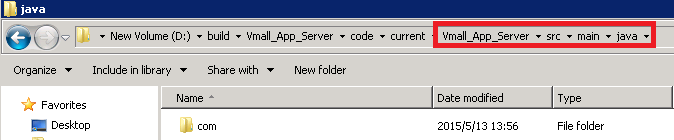 java
New Volume (D:) build Vmall_App_Server code current Vmall_App_Server src main java
Organize Include in library Share with New folder
Favorites
Desktop
Name Date modified Type
com 2015/5/13 13:56 File folder